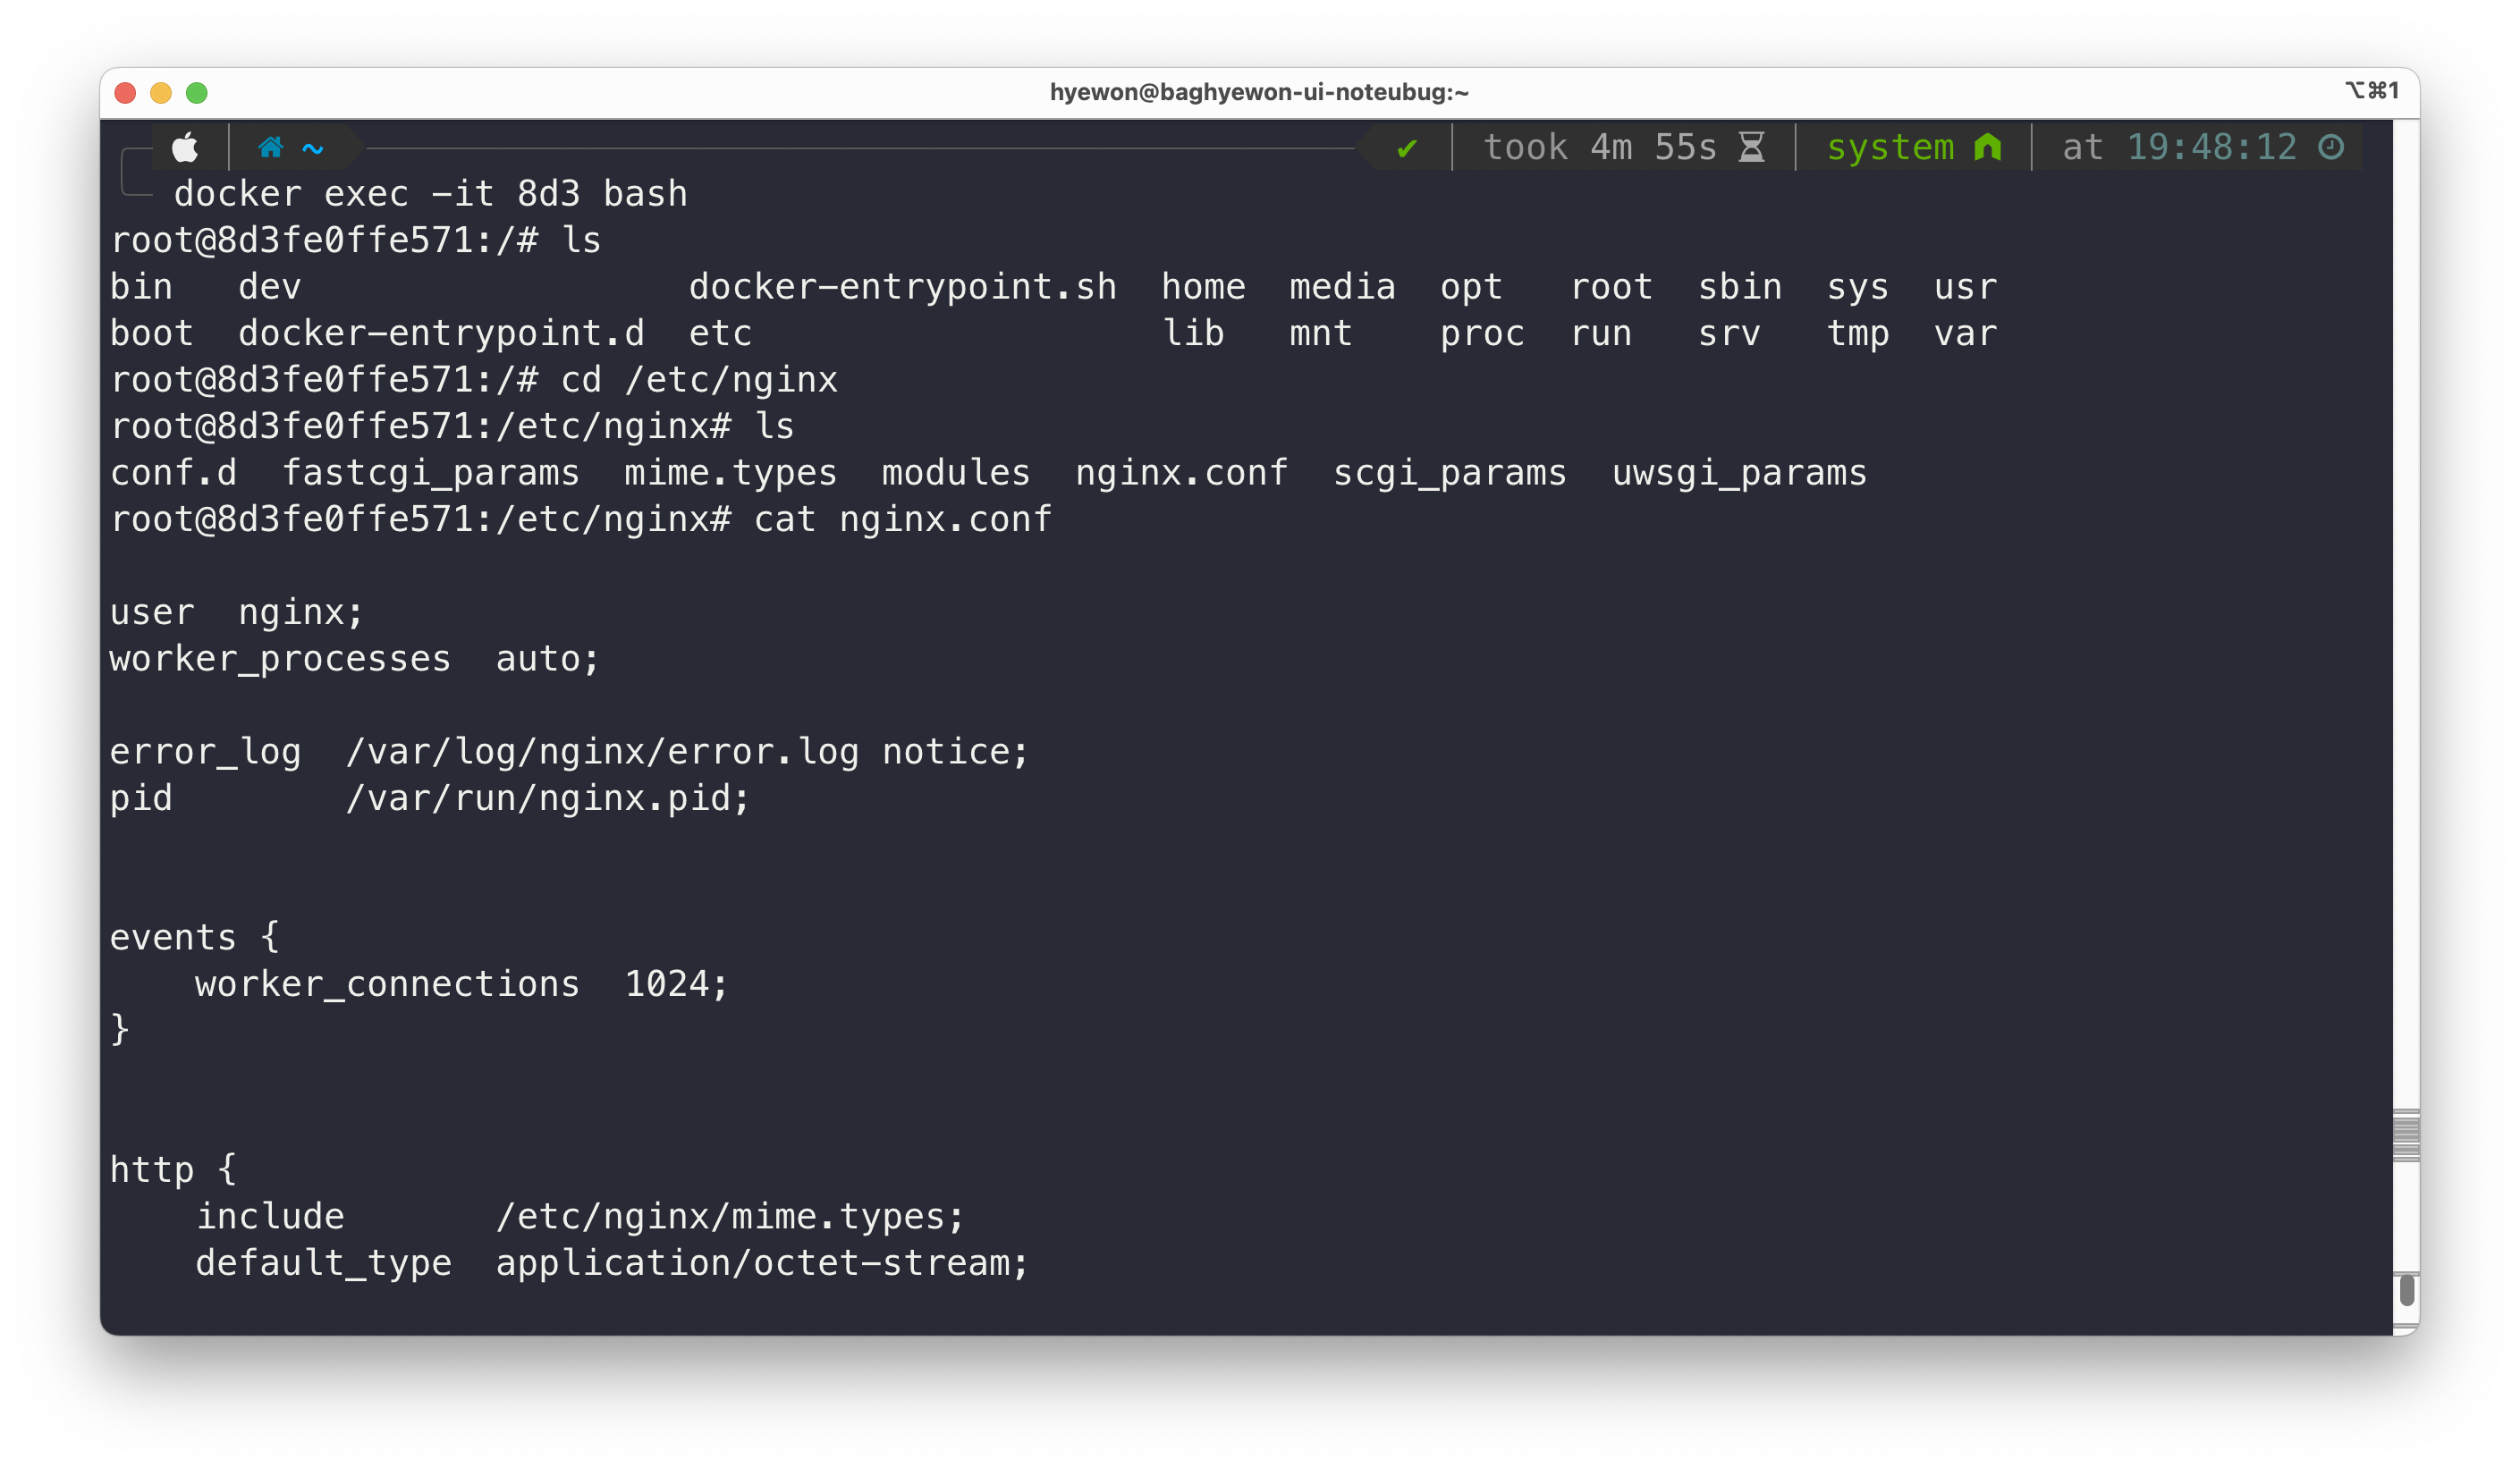 hyewon@baghyewon-ui-noteubug:~ ⌥⌘1
~ ✔ took 4m 55s system at 19:48:12
docker exec -it 8d3 bash
root@8d3fe0ffe571:/# ls
bin   dev                  docker-entrypoint.sh  home  media  opt   root  sbin  sys  usr
boot  docker-entrypoint.d  etc                   lib   mnt    proc  run   srv   tmp  var
root@8d3fe0ffe571:/# cd /etc/nginx
root@8d3fe0ffe571:/etc/nginx# ls
conf.d  fastcgi_params  mime.types  modules  nginx.conf  scgi_params  uwsgi_params
root@8d3fe0ffe571:/etc/nginx# cat nginx.conf
user  nginx;
worker_processes  auto;
error_log  /var/log/nginx/error.log notice;
pid        /var/run/nginx.pid;
events {
    worker_connections  1024;
}
http {
    include       /etc/nginx/mime.types;
    default_type  application/octet-stream;